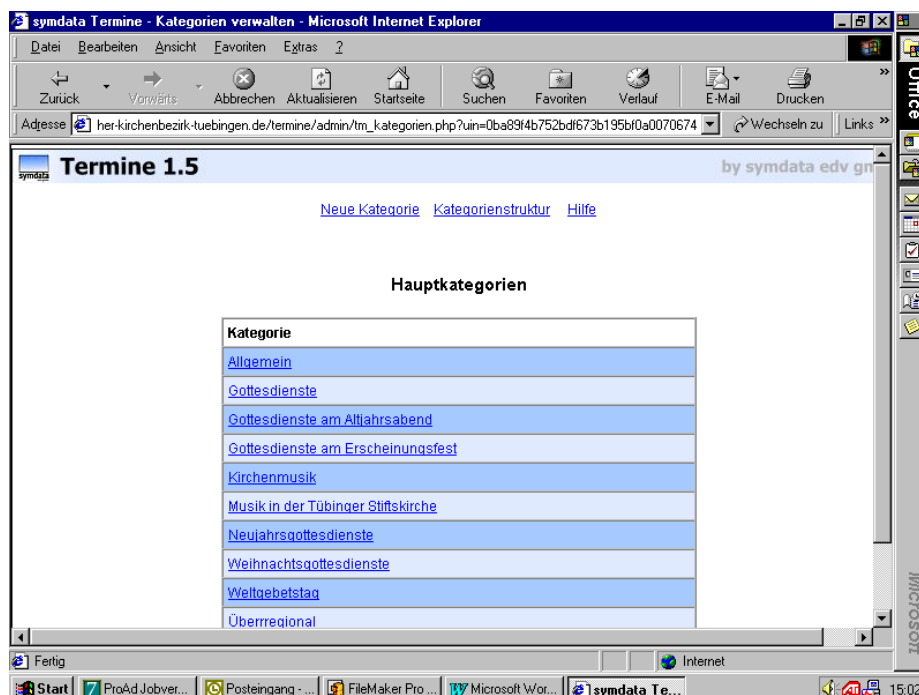 symdata Termine - Kategorien verwalten - Microsoft Internet Explorer
Datei Bearbeiten Ansicht Favoriten Extras ?
Zurück Vorwärts Abbrechen Aktualisieren Startseite Suchen Favoriten Verlauf E-Mail Drucken »
Adresse her-kirchenbezirk-tuebingen.de/termine/admin/tm_kategorien.php?uin=0ba89f4b752bdf673b195bf0a0070674 Wechseln zu Links »
Office
symdata Termine 1.5 by symdata edv gm
Neue Kategorie Kategorienstruktur Hilfe
Hauptkategorien
Kategorie
Allgemein
Gottesdienste
Gottesdienste am Altjahrsabend
Gottesdienste am Erscheinungsfest
Kirchenmusik
Musik in der Tübinger Stiftskirche
Neujahrsgottesdienste
Weihnachtsgottesdienste
Weltgebetstag
Überrregional
Microsoft
Fertig Internet
Start ProAd Jobver... Posteingang - ... FileMaker Pro ... Microsoft Wor... symdata Te... 15:0